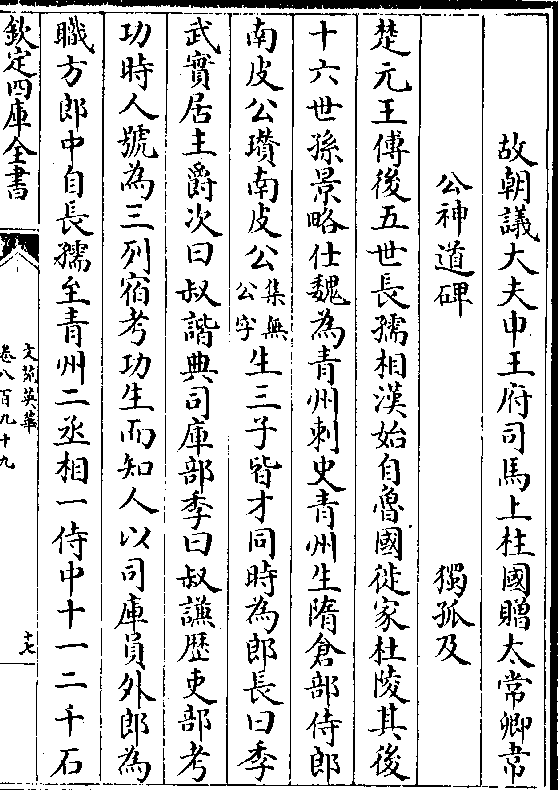 故朝議大夫申王府司馬上柱國贈太常卿韋
公神道碑　獨孤及
楚元王傅後五世長孺相漢始自魯國徙家杜陵其後
十六世孫景略仕魏為青州刺史青州生隋倉部侍郎
南皮公瓚南皮公集無公字生三子皆才同時為郎長曰季
武實居主爵次曰叔諧典司庫部季曰叔謙歴吏部考
功時人號為三列宿考功生而知人以司庫員外郎為
職方郎中自長孺至青州二丞相一侍中十一二千石
欽定四庫全書
文苑英華
卷八百九十九
十七